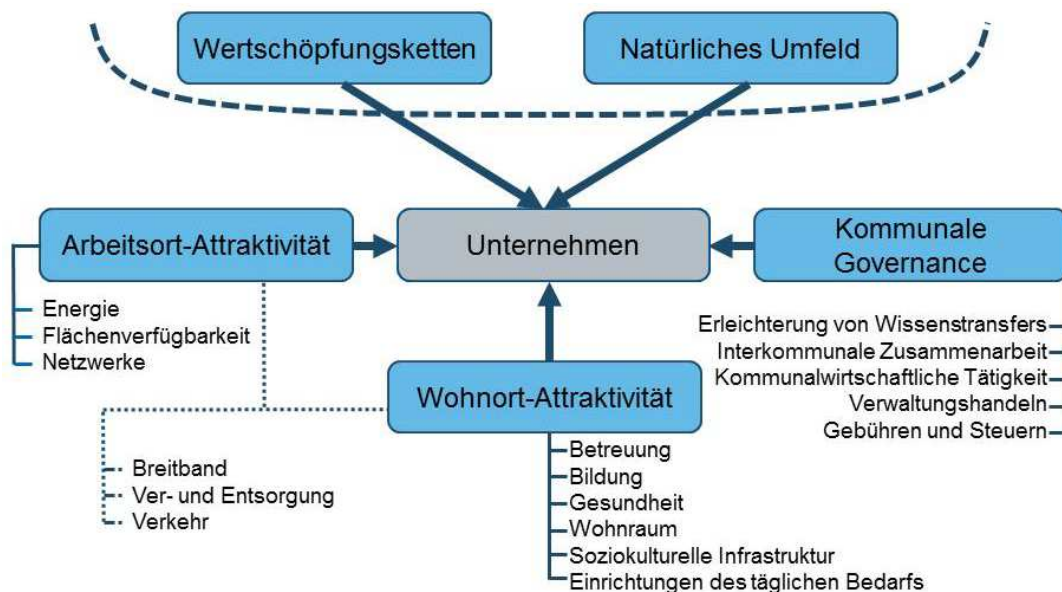 Wertschöpfungsketten
Natürliches Umfeld
Arbeitsort-Attraktivität
Unternehmen
Kommunale
Governance
Energie
Flächenverfügbarkeit
Netzwerke
Erleichterung von Wissenstransfers
Interkommunale Zusammenarbeit
Kommunalwirtschaftliche Tätigkeit
Verwaltungshandeln
Gebühren und Steuern
Wohnort-Attraktivität
Breitband
Ver- und Entsorgung
Verkehr
Betreuung
Bildung
Gesundheit
Wohnraum
Soziokulturelle Infrastruktur
Einrichtungen des täglichen Bedarfs